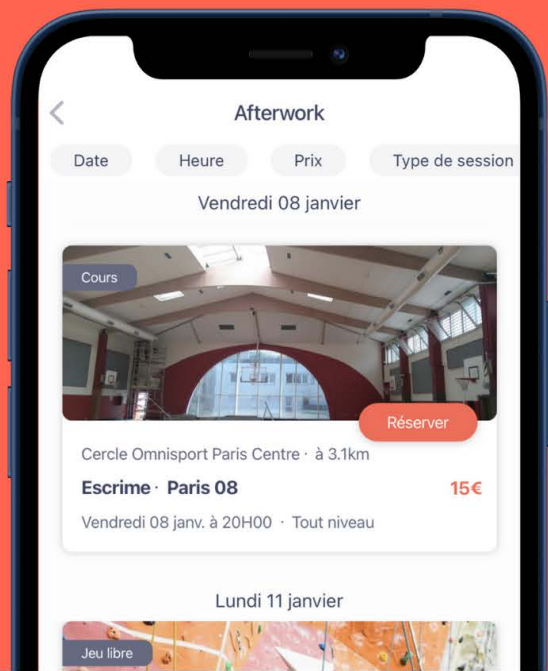 Afterwork
Date Heure Prix Type de session
Vendredi 08 janvier
Cours
Réserver
Cercle Omnisport Paris Centre · à 3.1km
Escrime · Paris 08 15€
Vendredi 08 janv. à 20H00 · Tout niveau
Lundi 11 janvier
Jeu libre